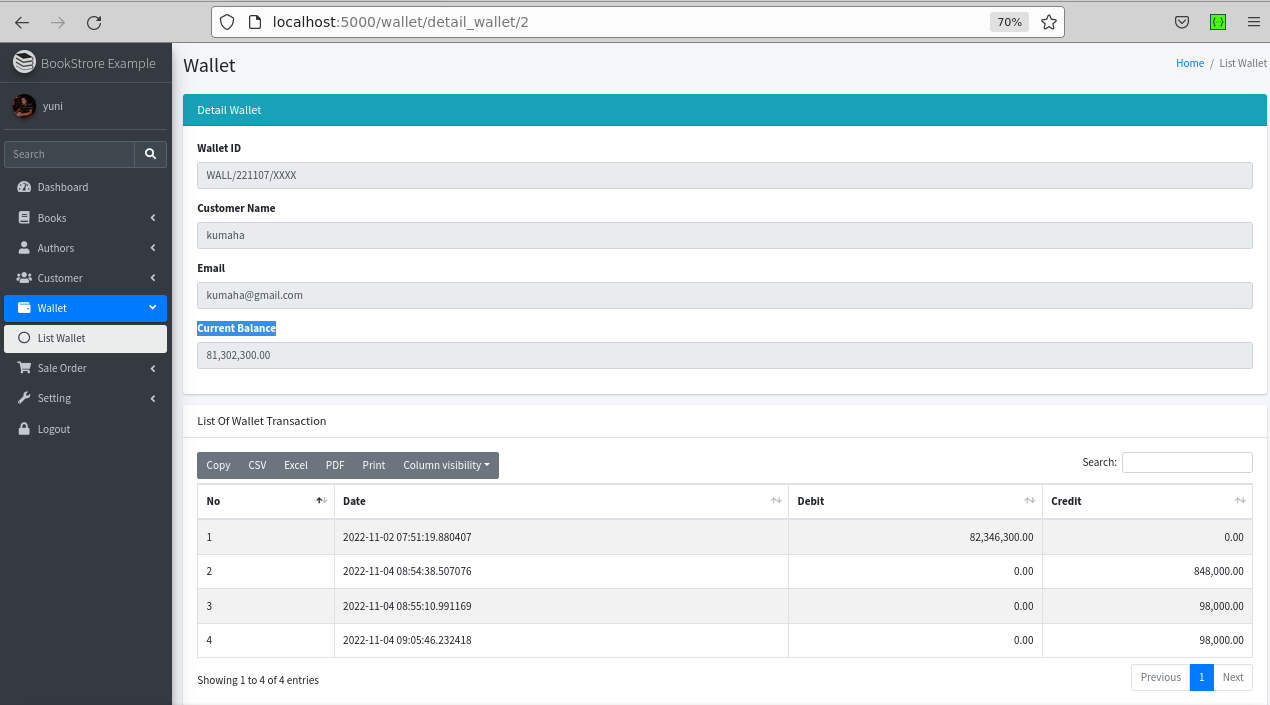 localhost:5000/wallet/detail_wallet/2 70%
BookStrore Example
yuni
Search
Dashboard
Books
Authors
Customer
Wallet
List Wallet
Sale Order
Setting
Logout
Wallet
Home / List Wallet
Detail Wallet
Wallet ID
WALL/221107/XXXX
Customer Name
kumaha
Email
kumaha@gmail.com
Current Balance
81,302,300.00
List Of Wallet Transaction
Copy CSV Excel PDF Print Column visibility
Search:
No Date Debit Credit
1 2022-11-02 07:51:19.880407 82,346,300.00 0.00
2 2022-11-04 08:54:38.507076 0.00 848,000.00
3 2022-11-04 08:55:10.991169 0.00 98,000.00
4 2022-11-04 09:05:46.232418 0.00 98,000.00
Showing 1 to 4 of 4 entries
Previous 1 Next